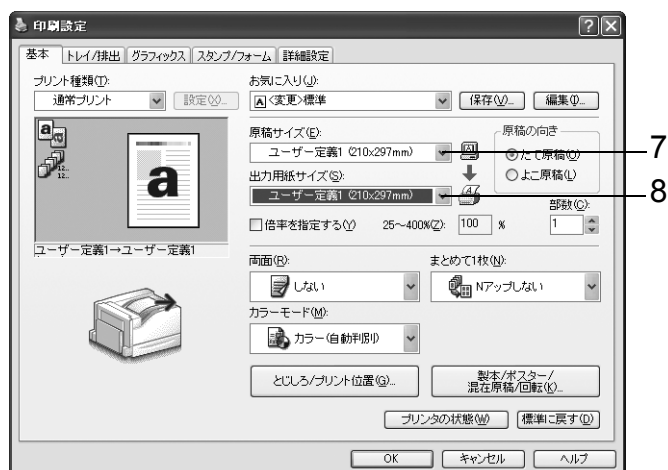 印刷設定
基本 トレイ/排出 グラフィックス スタンプ/フォーム 詳細設定
プリント種類(T):
通常プリント 設定(X)...
お気に入り(J):
<変更>標準 保存(V)... 編集(I)...
原稿サイズ(E):
ユーザー定義1 (210x297mm) 7
原稿の向き
たて原稿(O)
よこ原稿(L)
出力用紙サイズ(S):
ユーザー定義1 (210x297mm) 8
倍率を指定する(Y) 25～400%(Z): 100 %
部数(C):
1
ユーザー定義1→ユーザー定義1
両面(R):
しない
まとめて1枚(N):
Nアップしない
カラーモード(M):
カラー(自動判別)
とじしろ/プリント位置(G)...
製本/ポスター/
混在原稿/回転(K)...
プリンタの状態(W) 標準に戻す(D)
OK キャンセル ヘルプ